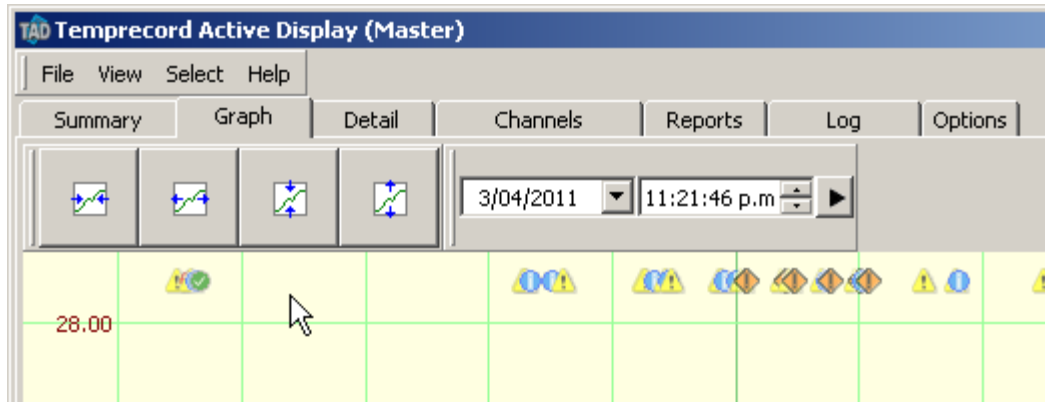 TAD Temprecord Active Display (Master)
File View Select Help
Summary Graph Detail Channels Reports Log Options
3/04/2011 11:21:46 p.m
28.00